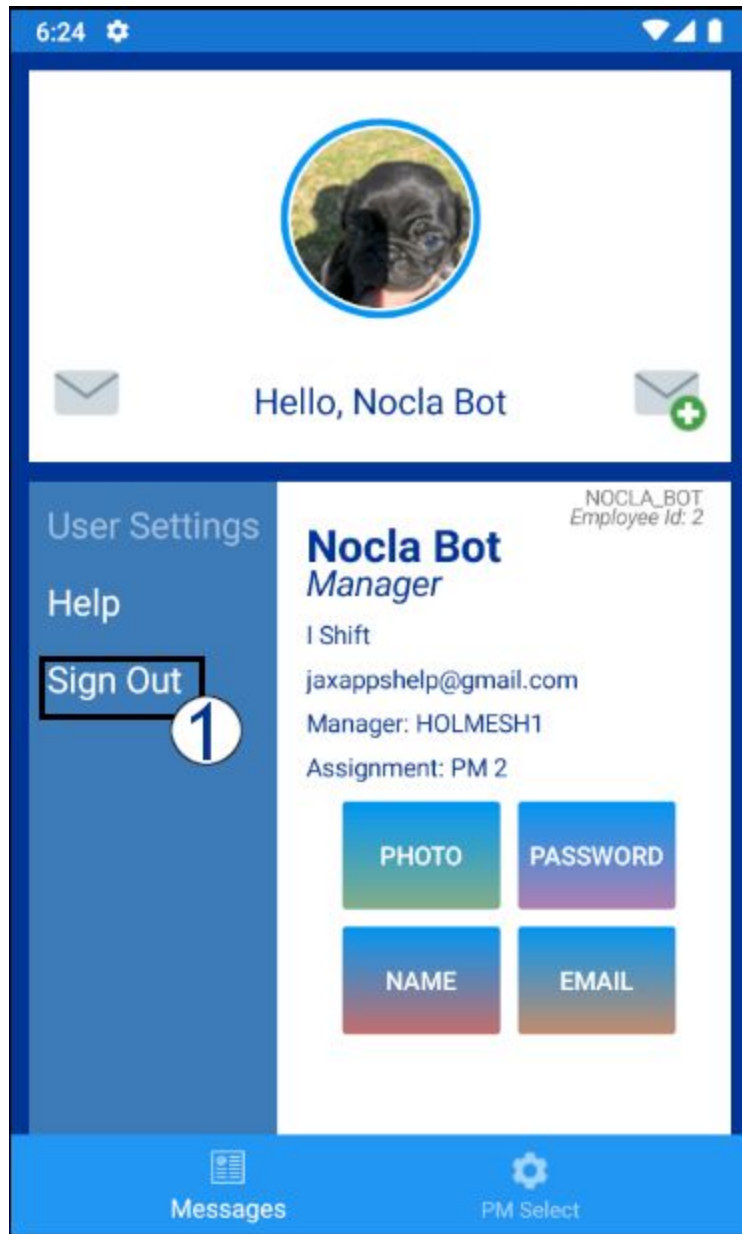 6:24
Hello, Nocla Bot
User Settings
Help
Sign Out
1
NOCLA_BOT
Employee Id: 2
Nocla Bot
Manager
I Shift
jaxappshelp@gmail.com
Manager: HOLMESH1
Assignment: PM 2
PHOTO PASSWORD
NAME EMAIL
Messages PM Select